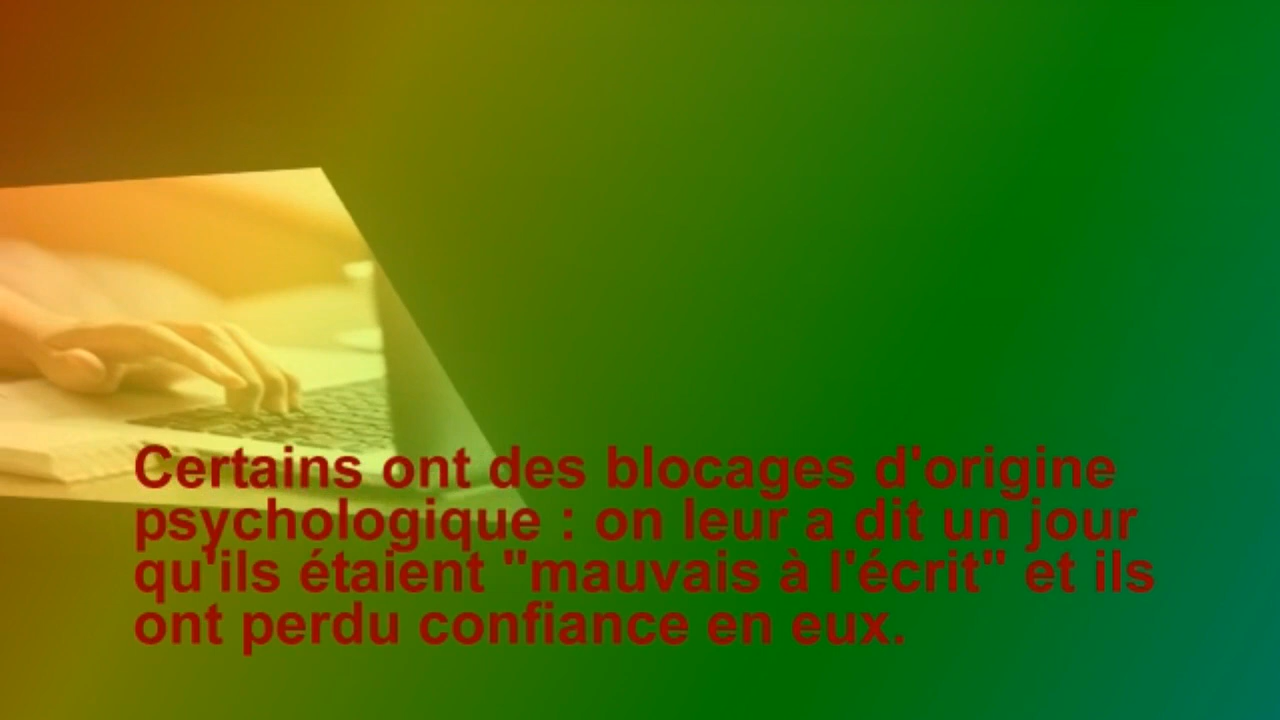 Certains ont des blocages d'origine
psychologique : on leur a dit un jour
qu'ils étaient "mauvais à l'écrit" et ils
ont perdu confiance en eux.